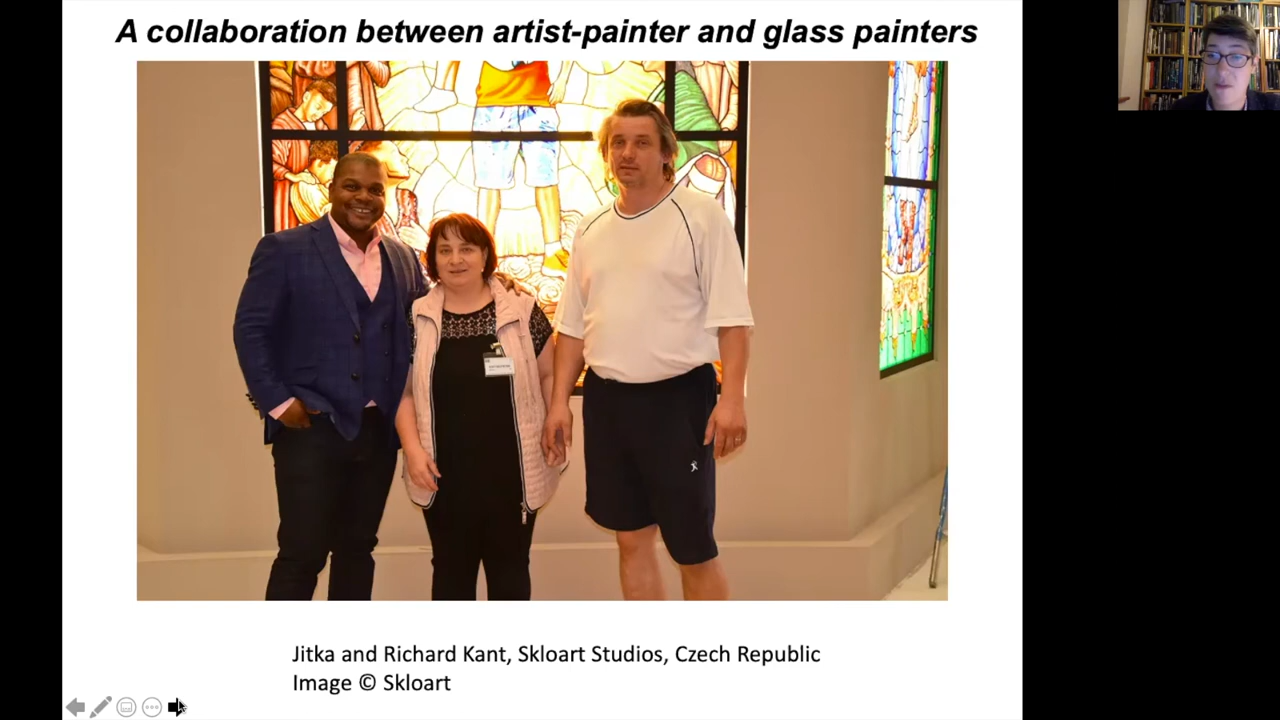 A collaboration between artist-painter and glass painters
Jitka and Richard Kant, Skloart Studios, Czech Republic
Image © Skloart